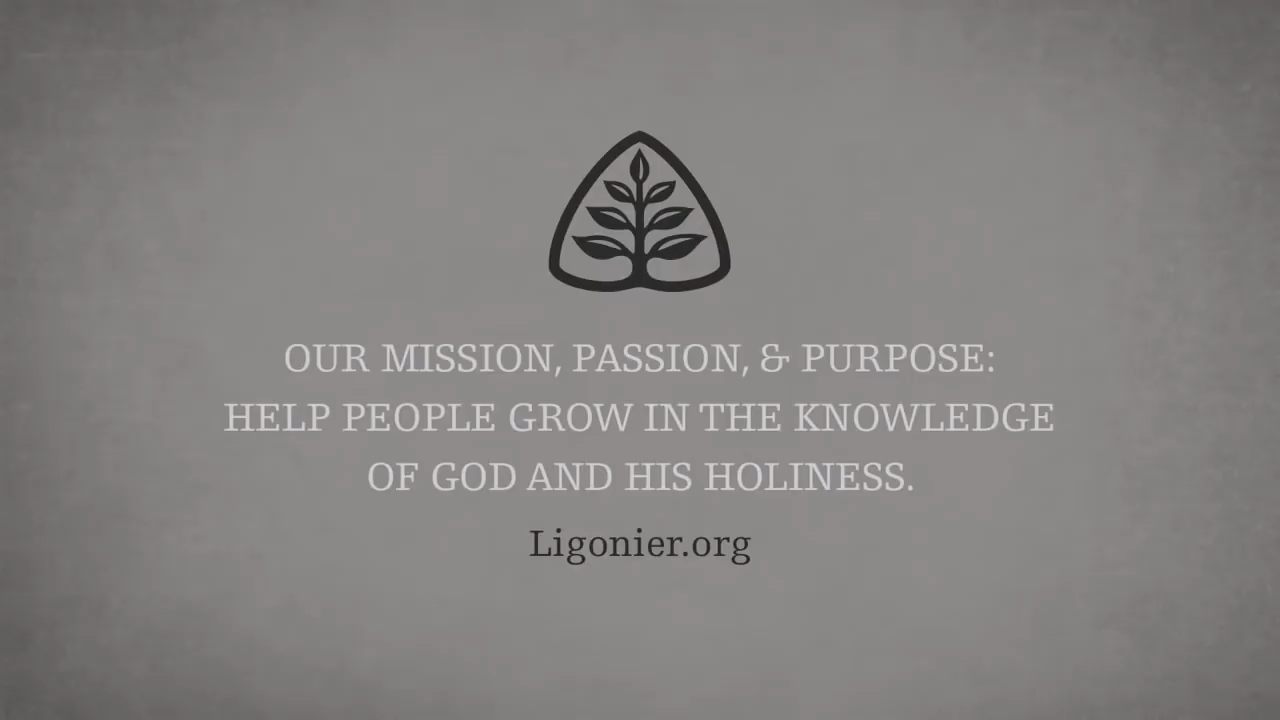 OUR MISSION, PASSION, & PURPOSE:
HELP PEOPLE GROW IN THE KNOWLEDGE
OF GOD AND HIS HOLINESS.
Ligonier.org